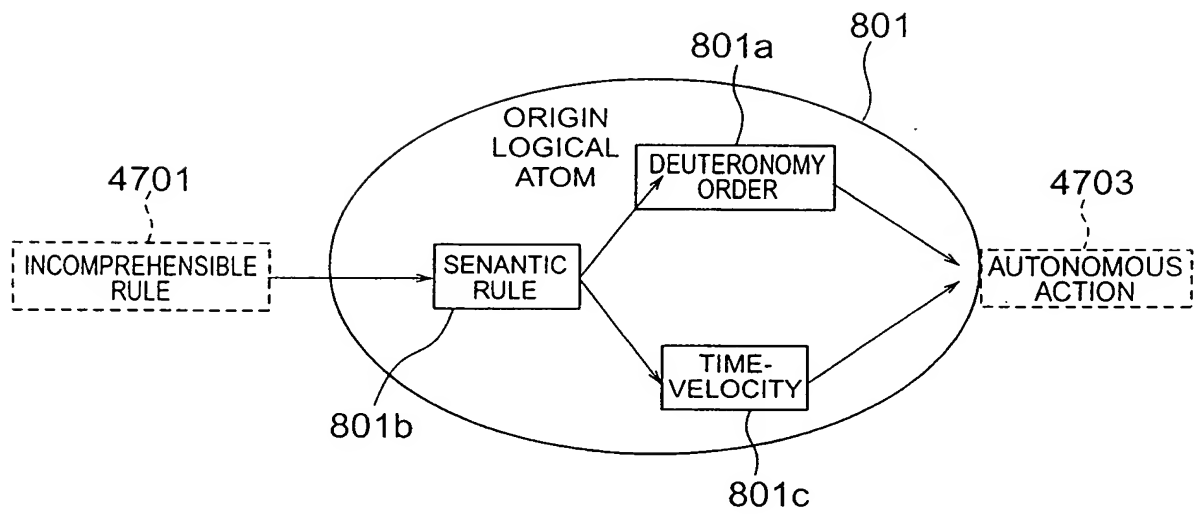 801
801a
ORIGIN
LOGICAL
ATOM
DEUTERONOMY
ORDER
4701
4703
INCOMPREHENSIBLE
RULE
SENANTIC
RULE
AUTONOMOUS
ACTION
TIME-
VELOCITY
801b
801c